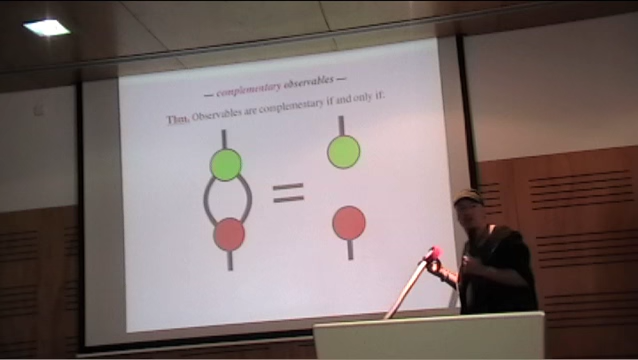 — complementary observables —
Thm. Observables are complementary if and only if:
=